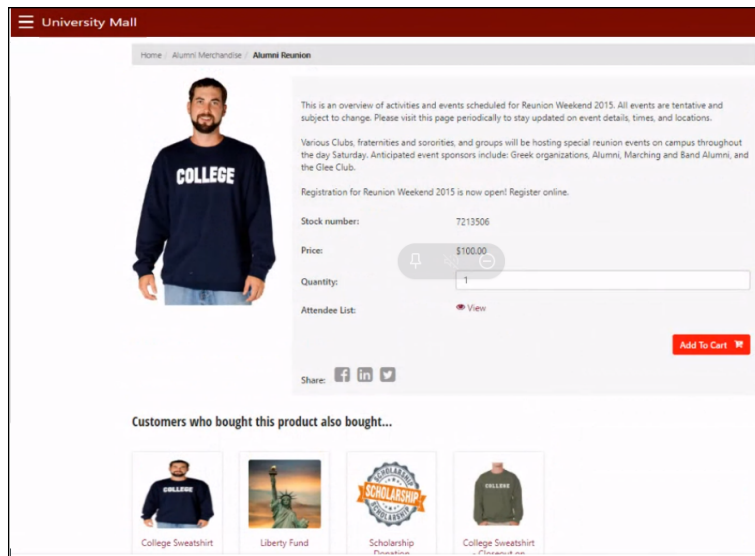 University Mall
Home / Alumni Merchandise / Alumni Reunion
This is an overview of activities and events scheduled for Reunion Weekend 2015. All events are tentative and
subject to change. Please visit this page periodically to stay updated on event details, times, and locations.
Various Clubs, fraternities and sororities, and groups will be hosting special reunion events on campus throughout
the day Saturday. Anticipated event sponsors include: Greek organizations, Alumni, Marching and Band Alumni, and
the Glee Club.
Registration for Reunion Weekend 2015 is now open! Register online.
COLLEGE
Stock number: 7213506
Price: $100.00
Quantity: 1
Attendee List: View
Add To Cart
Share:
Customers who bought this product also bought...
COLLEGE
SCHOLARSHIP
SCHOLARSHIP
SCHOLARSHIP
COLLEGE
College Sweatshirt
Liberty Fund
Scholarship
Donation
College Sweatshirt
- Closeout on